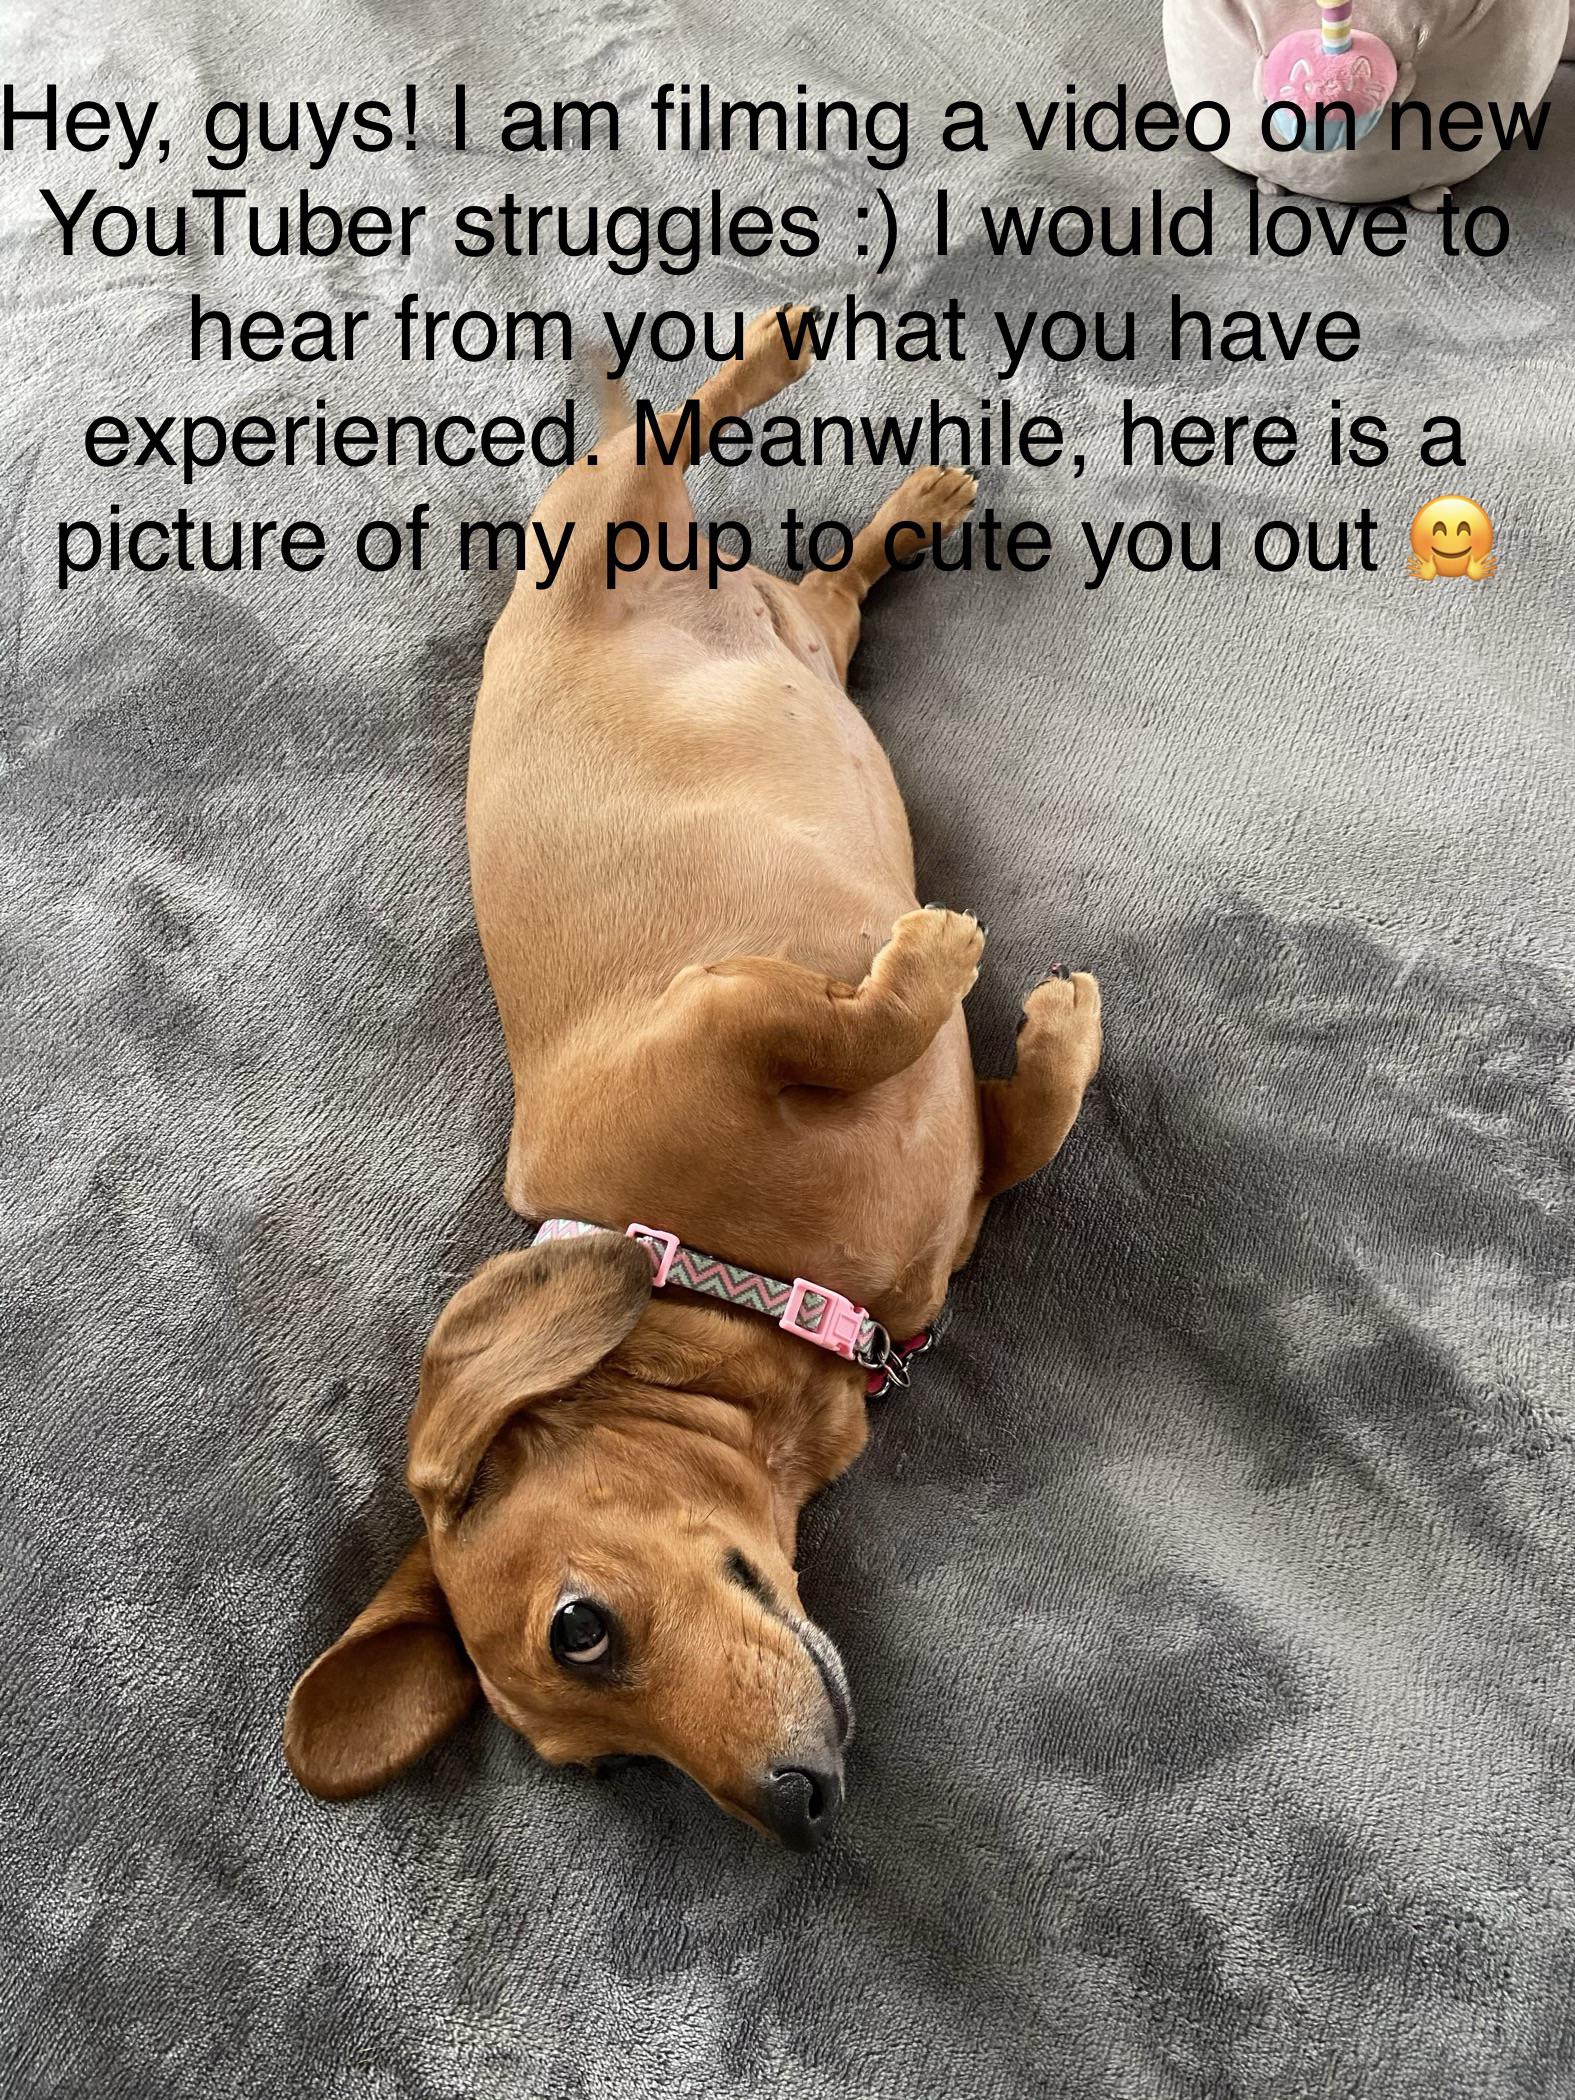 Hey, guys! I am filming a video on new
YouTuber struggles :) I would love to
hear from you what you have
experienced. Meanwhile, here is a
picture of my pup to cute you out 🤗